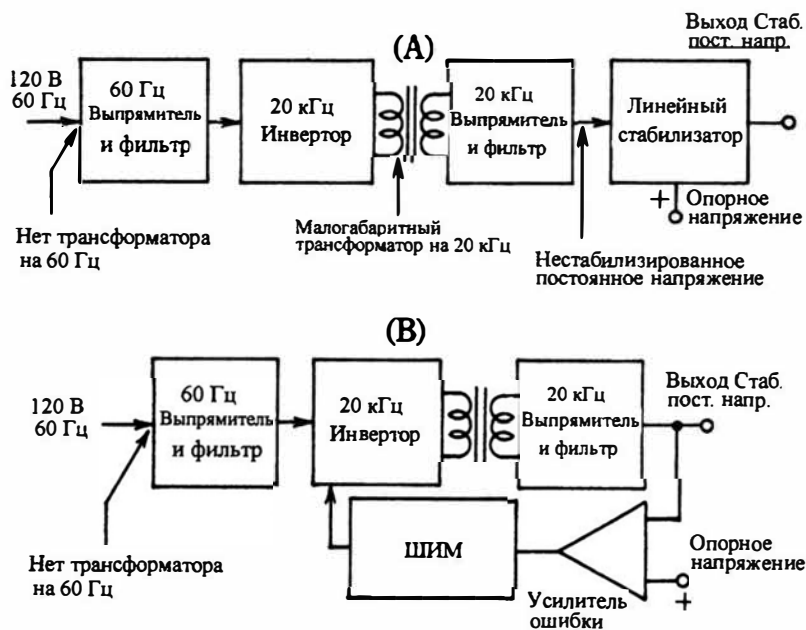 (A)
Выход Стаб.
пост. напр.
120 В
60 Гц
60 Гц
Выпрямитель
и фильтр
20 кГц
Инвертор
20 кГц
Выпрямитель
и фильтр
Линейный
стабилизатор
+
Опорное
напряжение
Нет трансформатора
на 60 Гц
Малогабаритный
трансформатор на 20 кГц
Нестабилизированное
постоянное напряжение
(B)
120 В
60 Гц
60 Гц
Выпрямитель
и фильтр
20 кГц
Инвертор
20 кГц
Выпрямитель
и фильтр
Выход Стаб.
пост. напр.
Нет трансформатора
на 60 Гц
ШИМ
Усилитель
ошибки
Опорное
напряжение
+